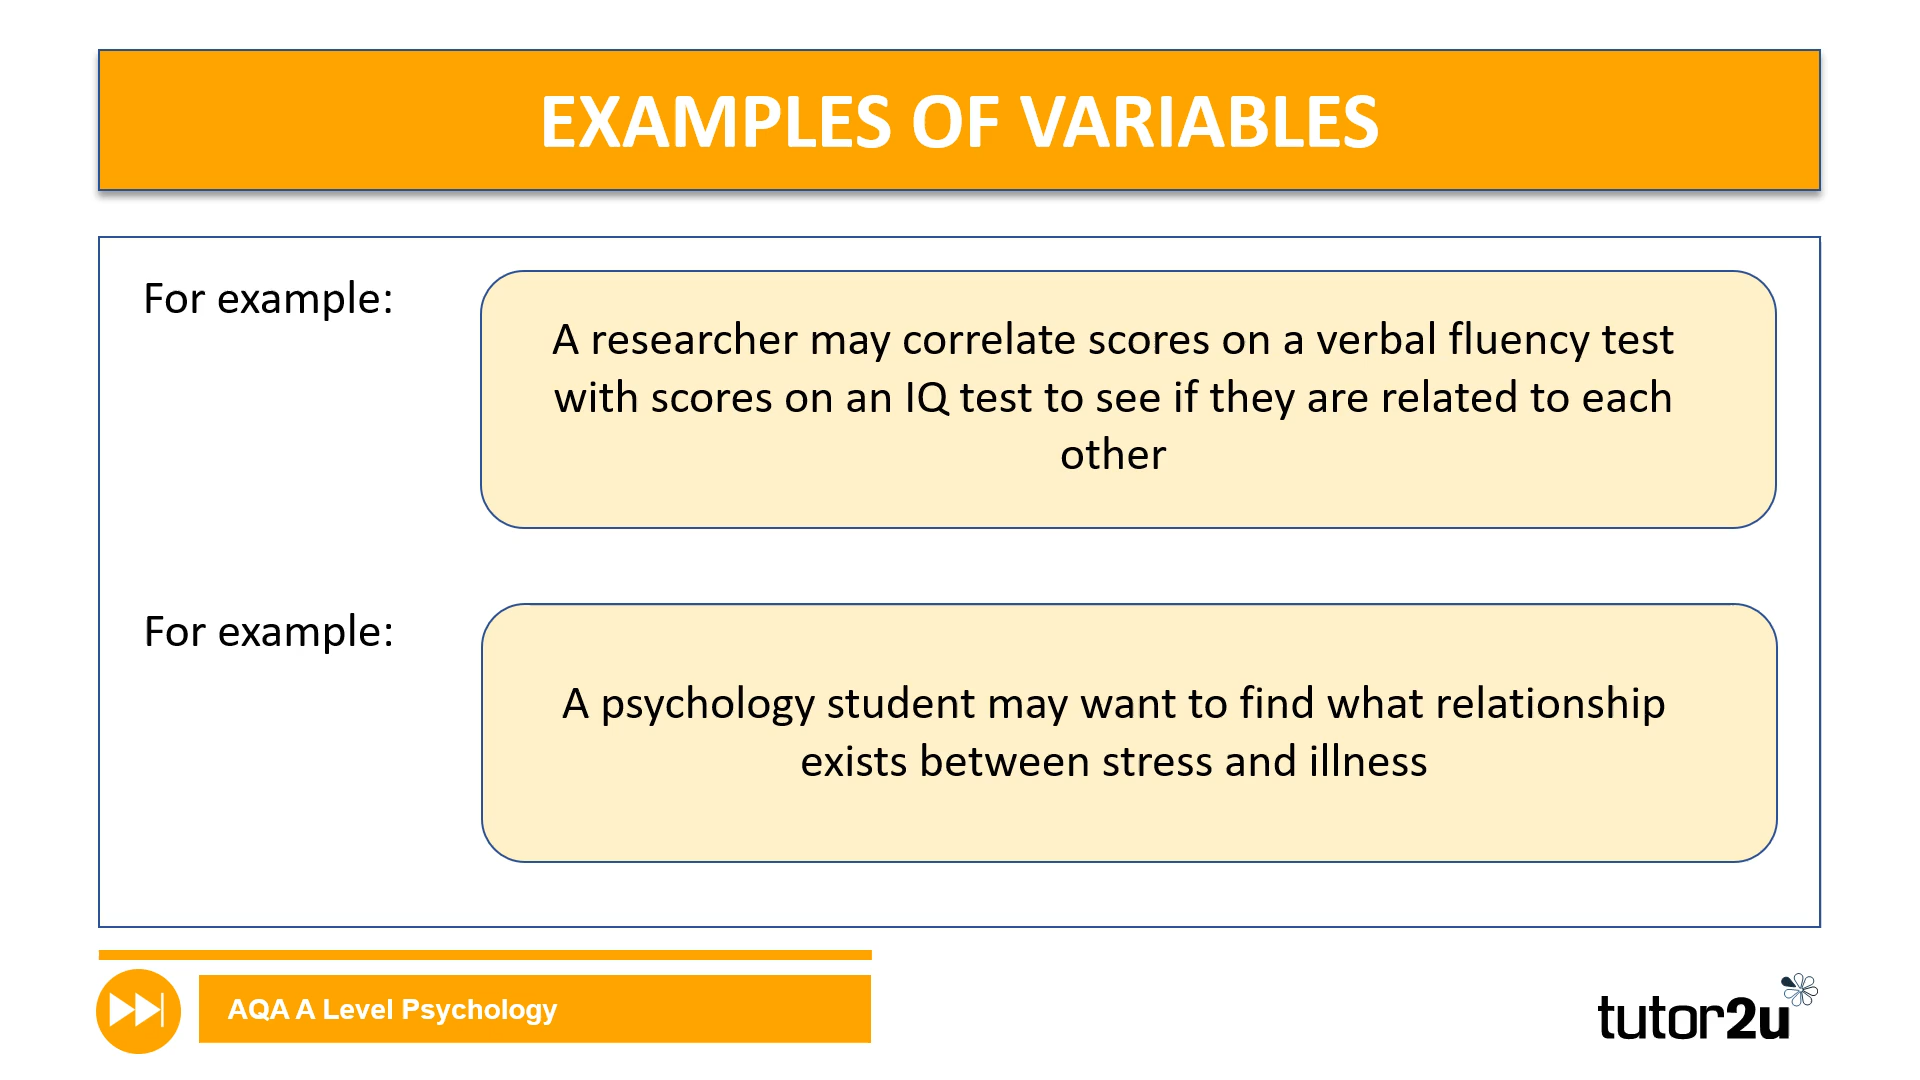 EXAMPLES OF VARIABLES
For example:
A researcher may correlate scores on a verbal fluency test
with scores on an IQ test to see if they are related to each
other
For example:
A psychology student may want to find what relationship
exists between stress and illness
AQA A Level Psychology
tutor2u